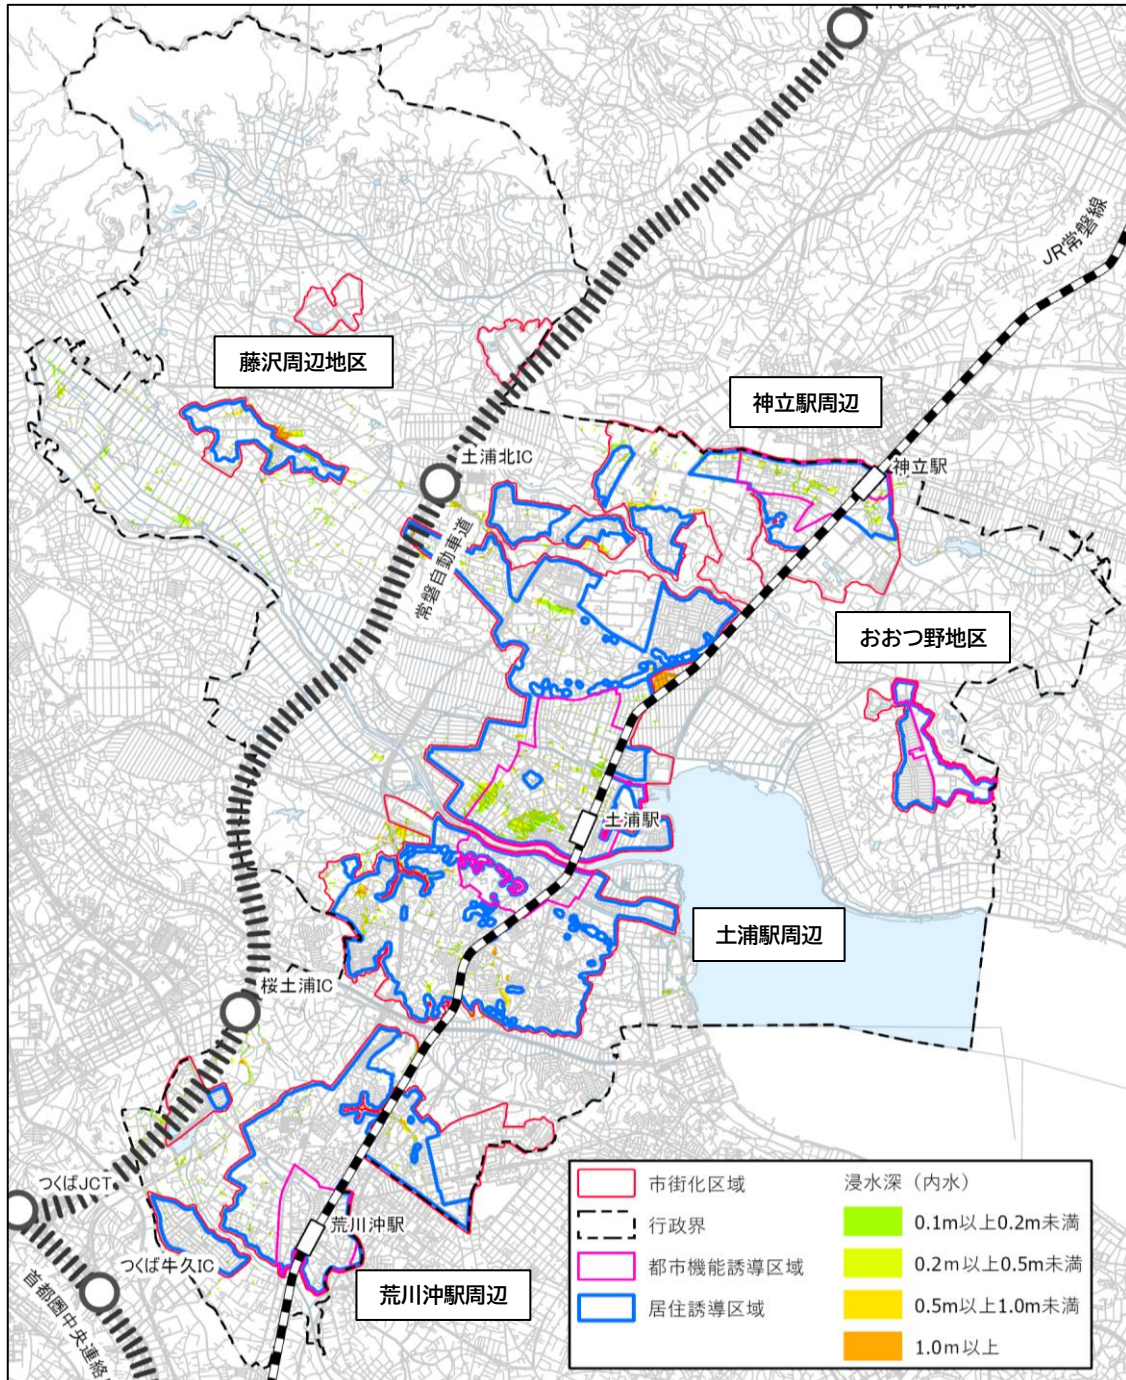 JR常磐線
藤沢周辺地区
神立駅周辺
土浦北IC
神立駅
常磐自動車道
おおつ野地区
土浦駅
土浦駅周辺
桜土浦IC
つくばJCT
荒川沖駅
つくば牛久IC
荒川沖駅周辺
首都圏中央連絡
市街化区域
行政界
都市機能誘導区域
居住誘導区域
浸水深（内水）
0.1m以上0.2m未満
0.2m以上0.5m未満
0.5m以上1.0m未満
1.0m以上